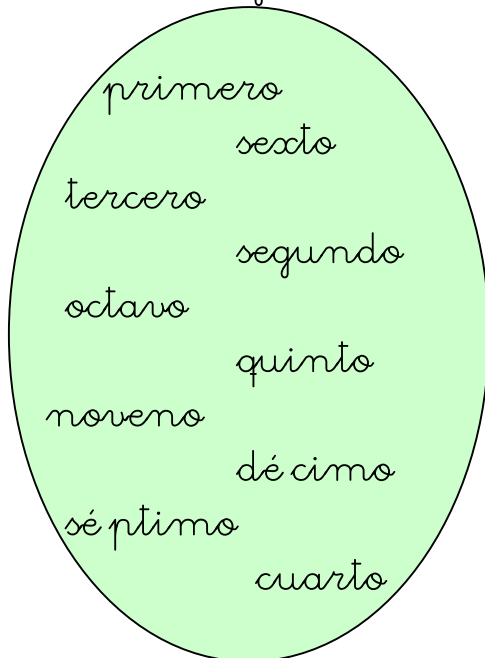 primero
sexto
tercero
segundo
octavo
quinto
noveno
décimo
séptimo
cuarto